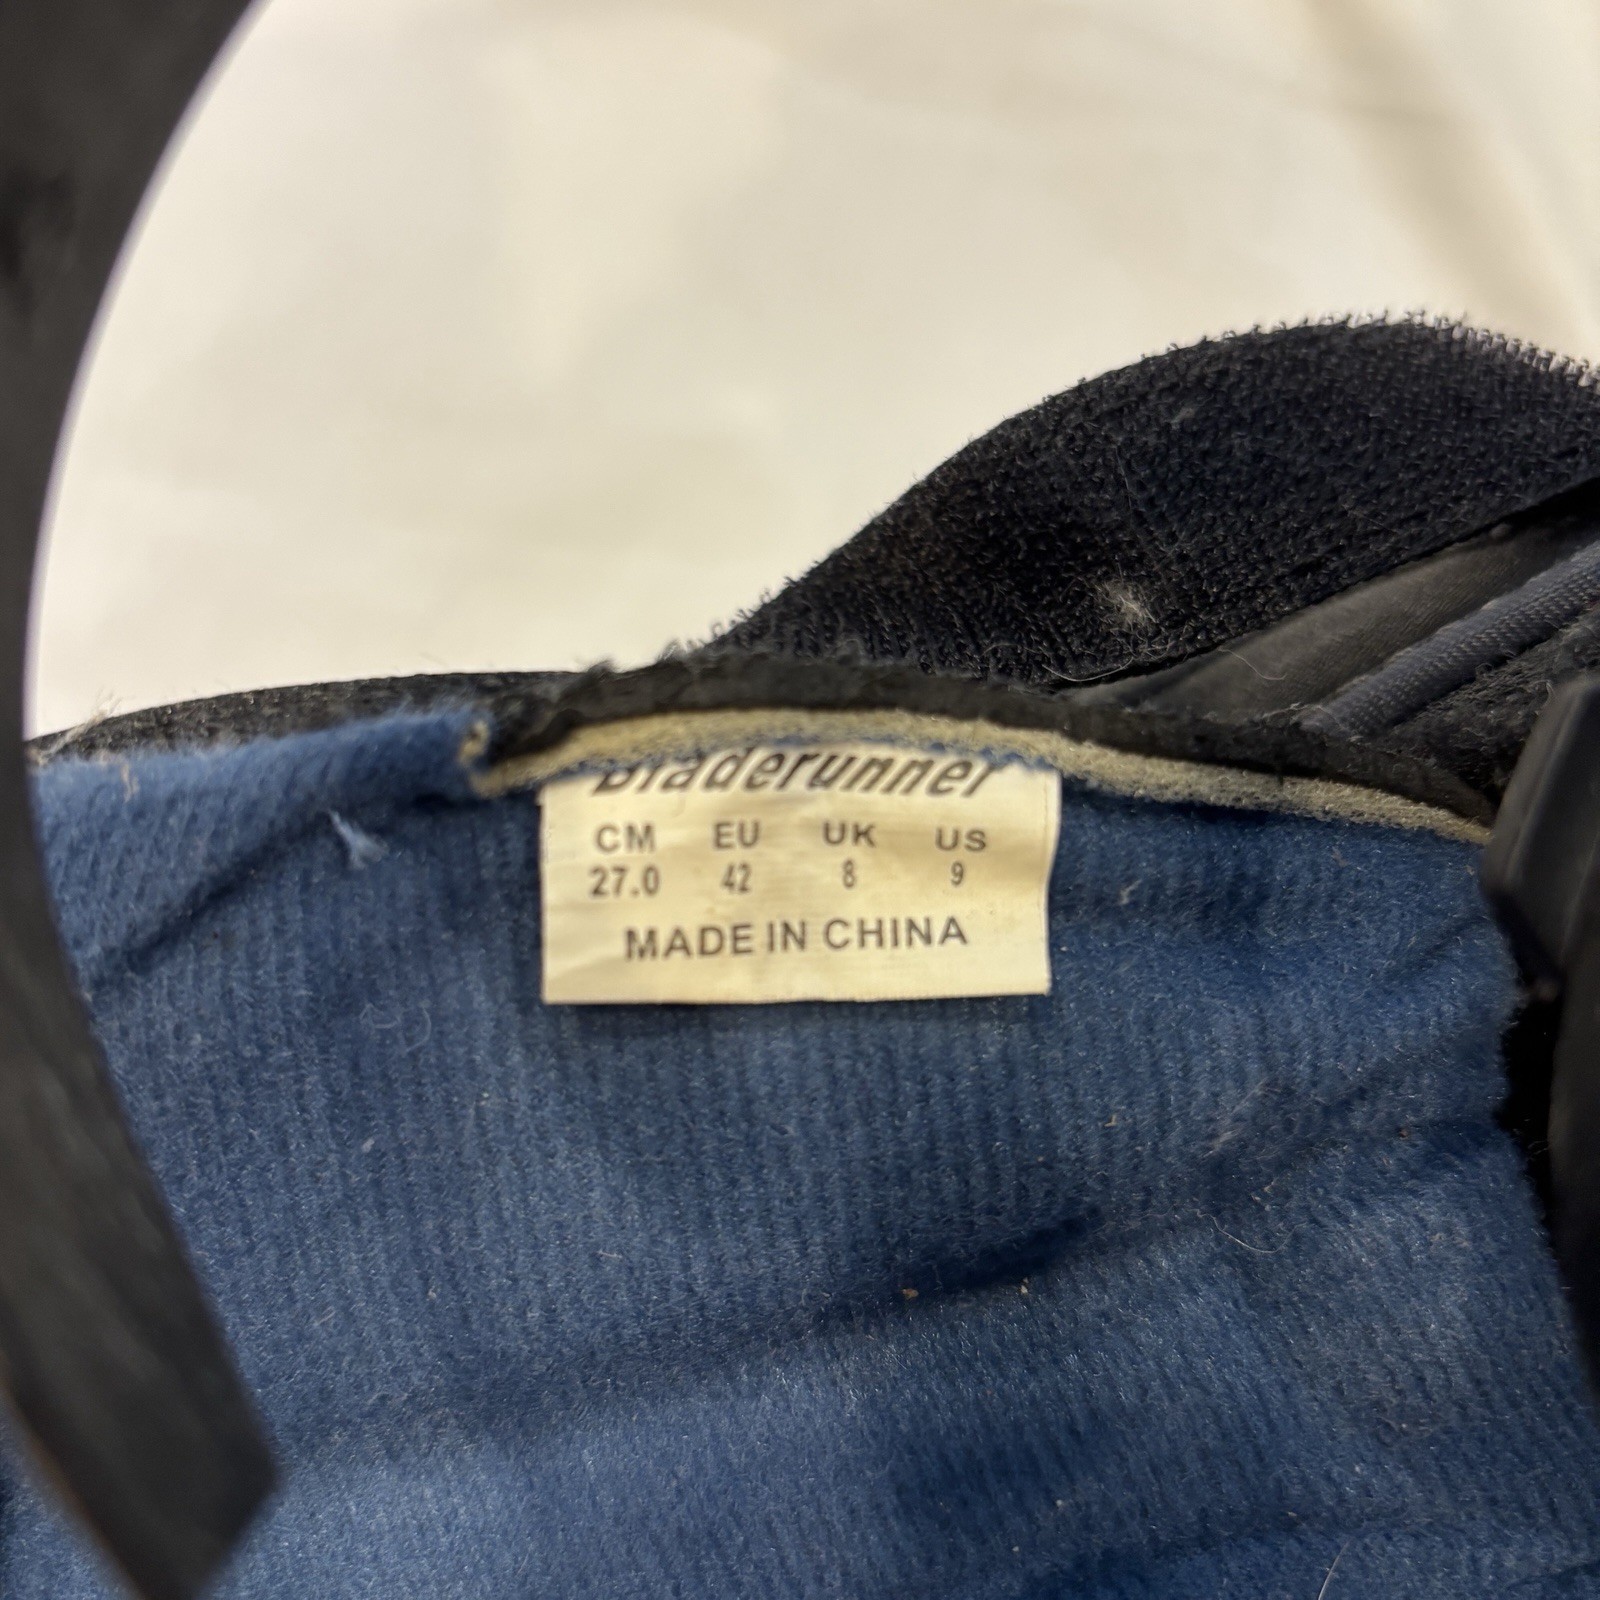 Bladerunner
CM EU UK US
27.0 42 8 9
MADE IN CHINA